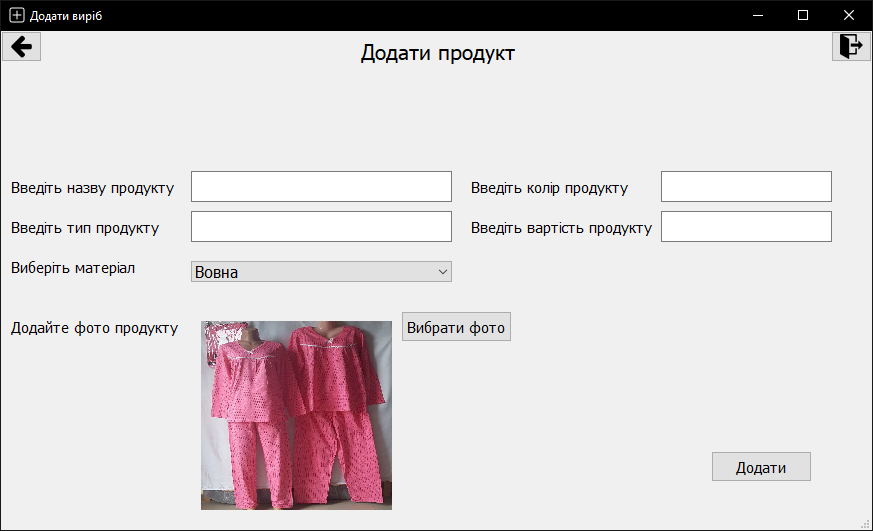 Додати виріб
Додати продукт
Введіть назву продукту
Введіть колір продукту
Введіть тип продукту
Введіть вартість продукту
Виберіть матеріал
Вовна
Додайте фото продукту
Вибрати фото
Додати